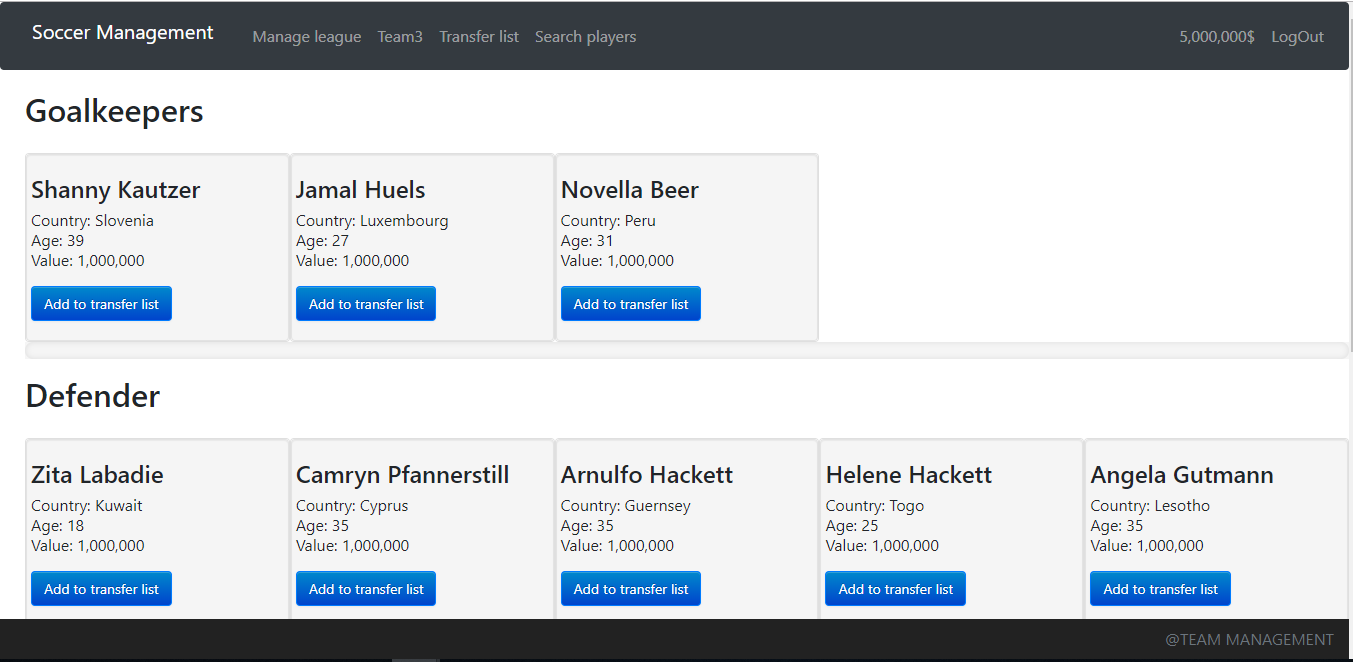 Soccer Management Manage league Team3 Transfer list Search players 5,000,000$ LogOut
Goalkeepers
Shanny Kautzer
Country: Slovenia
Age: 39
Value: 1,000,000
Add to transfer list
Jamal Huels
Country: Luxembourg
Age: 27
Value: 1,000,000
Add to transfer list
Novella Beer
Country: Peru
Age: 31
Value: 1,000,000
Add to transfer list
Defender
Zita Labadie
Country: Kuwait
Age: 18
Value: 1,000,000
Add to transfer list
Camryn Pfannerstill
Country: Cyprus
Age: 35
Value: 1,000,000
Add to transfer list
Arnulfo Hackett
Country: Guernsey
Age: 35
Value: 1,000,000
Add to transfer list
Helene Hackett
Country: Togo
Age: 25
Value: 1,000,000
Add to transfer list
Angela Gutmann
Country: Lesotho
Age: 35
Value: 1,000,000
Add to transfer list
@TEAM MANAGEMENT